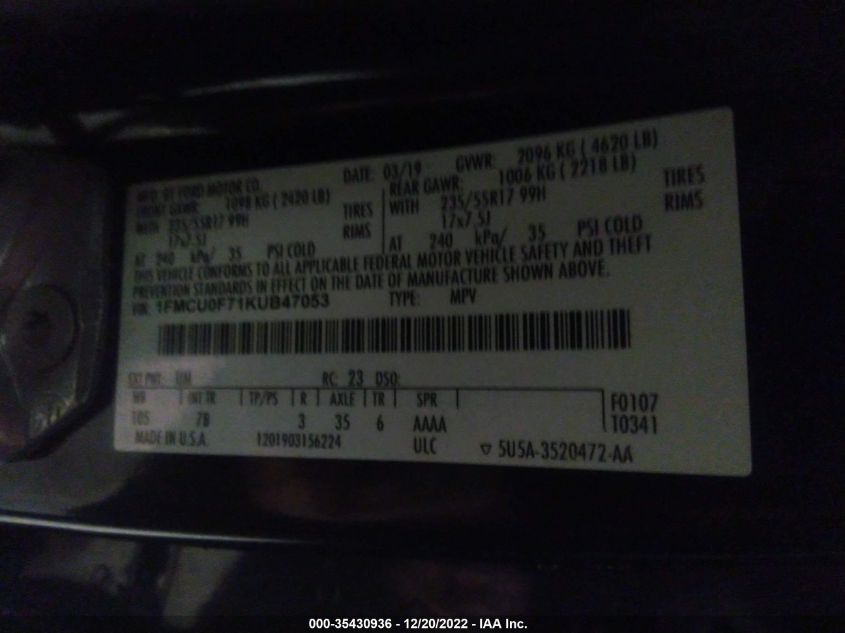 MFD. BY FORD MOTOR CO.
DATE: 03/19 GVWR: 2096 KG ( 4620 LB)
FRONT GAWR: 1098 KG ( 2420 LB)
REAR GAWR: 1006 KG ( 2218 LB)
WITH 235/55R17 99H TIRES
WITH 235/55R17 99H TIRES
17x7.5J RIMS
17x7.5J RIMS
AT 240 kPa/ 35 PSI COLD
AT 240 kPa/ 35 PSI COLD
THIS VEHICLE CONFORMS TO ALL APPLICABLE FEDERAL MOTOR VEHICLE SAFETY AND THEFT
PREVENTION STANDARDS IN EFFECT ON THE DATE OF MANUFACTURE SHOWN ABOVE.
VIN: 1FMCU0F71KUB47053 TYPE: MPV
EXT PNT: UM RC: 23 DSO:
WB INT TR TP/PS R AXLE TR SPR F0107
105 7B 3 35 6 AAAA T0341
MADE IN U.S.A. 1201903156224 ULC ▽ 5U5A-3520472-AA
000-35430936 - 12/20/2022 - IAA Inc.